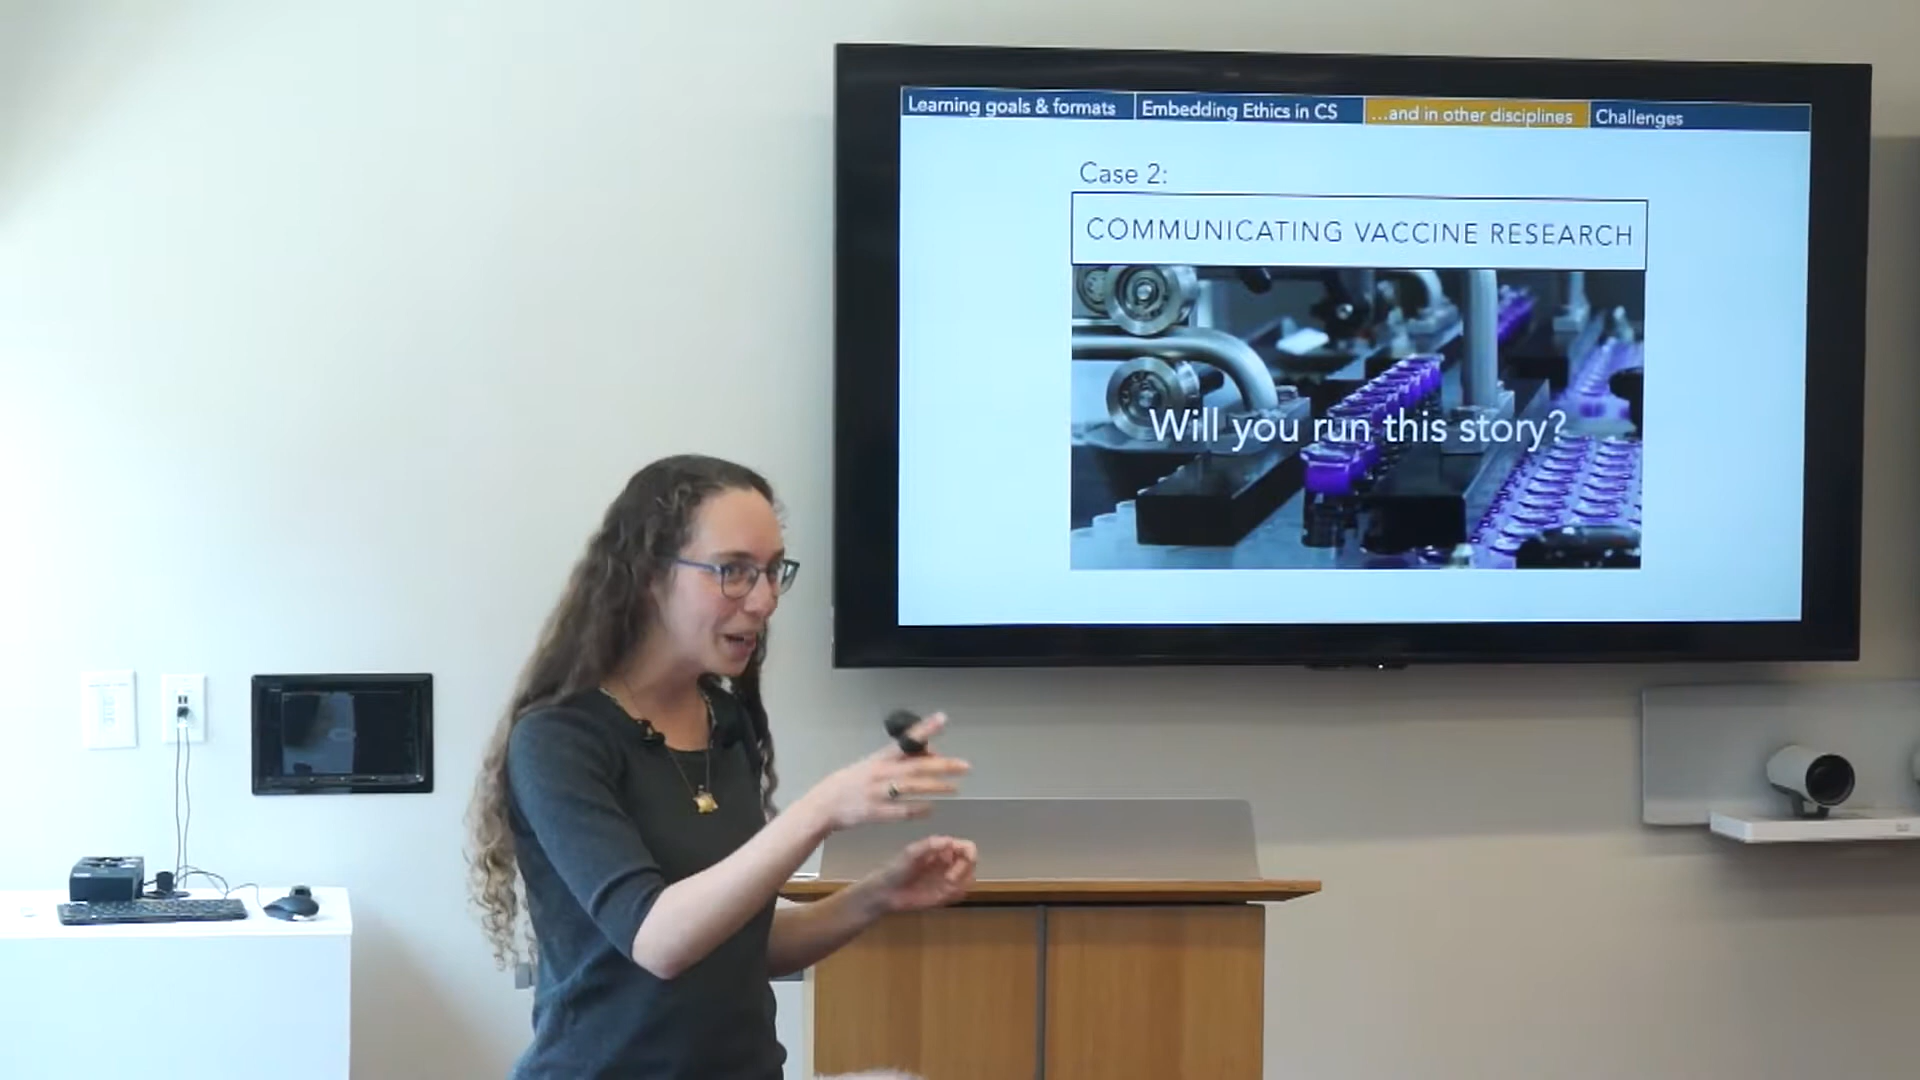 Learning goals & formats
Embedding Ethics in CS
...and in other disciplines
Challenges
Case 2:
COMMUNICATING VACCINE RESEARCH
Will you run this story?